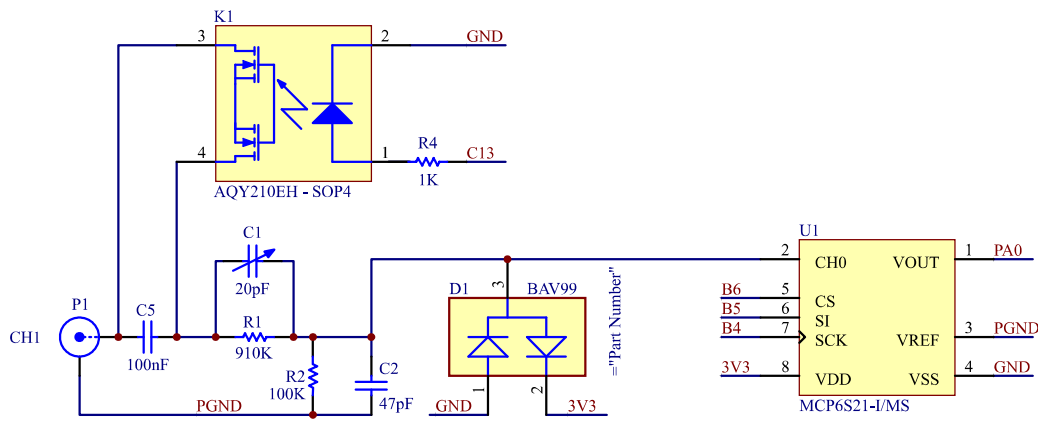 K1
3
2
GND
4
1
R4
C13
1K
AQY210EH - SOP4
C1
20pF
U1
2
CH0
VOUT
1
PA0
P1
CH1
C5
100nF
R1
910K
R2
100K
C2
47pF
PGND
D1
BAV99
3
1
2
GND
3V3
="Part Number"
B6
5
CS
B5
6
SI
B4
7
SCK
VREF
3
PGND
3V3
8
VDD
VSS
4
GND
MCP6S21-I/MS